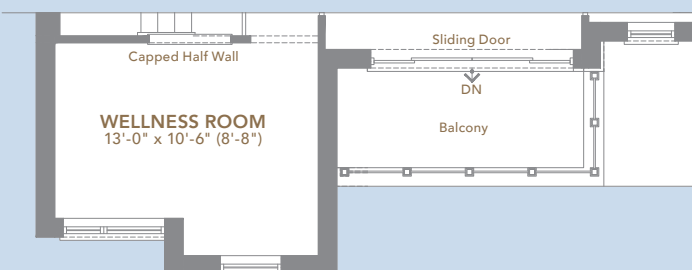 Sliding Door
Capped Half Wall
DN
WELLNESS ROOM
13'-0" x 10'-6" (8'-8")
Balcony